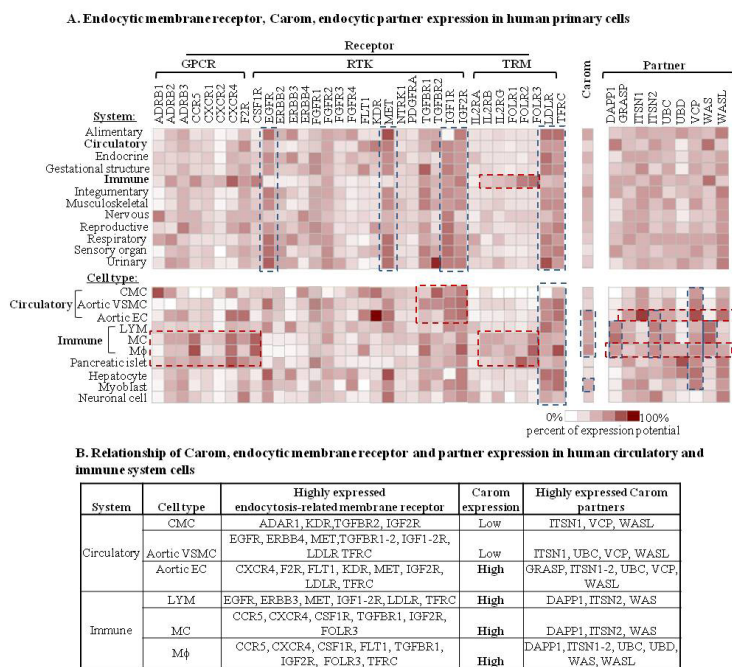 A. Endocytic membrane receptor, Carom, endocytic partner expression in human primary cells
Receptor
GPCR RTK TRM Carom Partner
ADRB1 ADRB2 ADRB3 CCR5 CXCR1 CXCR2 CXCR4 F2R CSF1R EGFR ERBB2 ERBB3 ERBB4 FGFR1 FGFR2 FGFR3 FGFR4 FLT1 KDR MET NTRK1 PDGFRA TGFBR1 TGFBR2 IGF1R IGF2R IL2RA IL2RB IL2RG FOLR1 FOLR2 FOLR3 LDLR TFRC DAPP1 GRASP ITSN1 ITSN2 UBC UBD VCP WAS WASL
System:
Alimentary
Circulatory
Endocrine
Gestational structure
Immune
Integumentary
Musculoskeletal
Nervous
Reproductive
Respiratory
Sensory organ
Urinary
Cell type:
CMC
Circulatory Aortic VSMC
Aortic EC
LYM
Immune MC
Mϕ
Pancreatic islet
Hepatocyte
Myoblast
Neuronal cell
0% 100%
percent of expression potential
B. Relationship of Carom, endocytic membrane receptor and partner expression in human circulatory and
immune system cells
System Cell type Highly expressed endocytosis-related membrane receptor Carom expression Highly expressed Carom partners
Circulatory
CMC ADAR1, KDR,TGFBR2, IGF2R Low ITSN1, VCP, WASL
Aortic VSMC EGFR, ERBB4, MET,TGFBR1-2, IGF1-2R, LDLR TFRC Low ITSN1, UBC, VCP, WASL
Aortic EC CXCR4, F2R, FLT1, KDR, MET, IGF2R, LDLR, TFRC High GRASP, ITSN1-2, UBC, VCP, WASL
Immune
LYM EGFR, ERBB3, MET, IGF1-2R, LDLR, TFRC High DAPP1, ITSN2, WAS
MC CCR5, CXCR4, CSF1R, TGFBR1, IGF2R, FOLR3 High DAPP1, ITSN2, WAS
Mϕ CCR5, CXCR4, CSF1R, FLT1, TGFBR1, IGF2R, FOLR3, TFRC High DAPP1, ITSN1-2, UBC, UBD, WAS, WASL